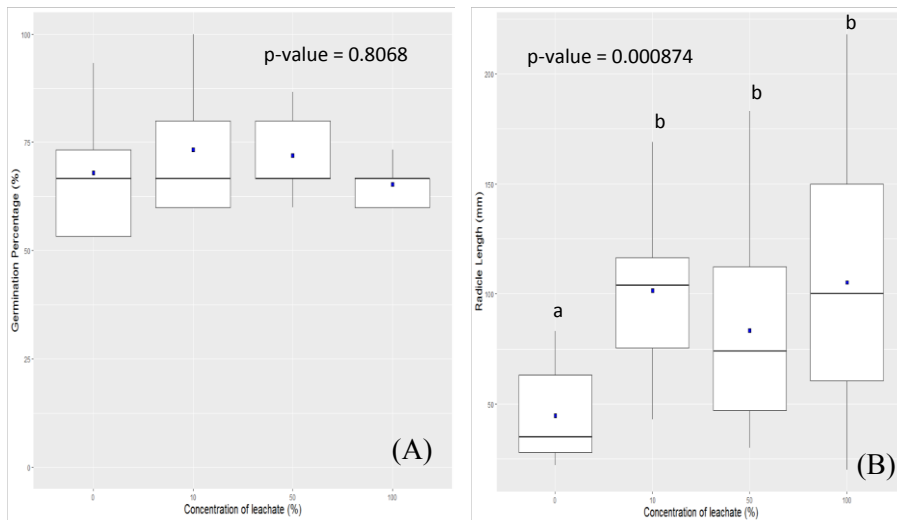 p-value = 0.8068
100
75
50
25
0
Germination Percentage (%)
0 10 50 100
Concentration of leachate (%)
(A)
p-value = 0.000874
a
b
b
b
200
150
100
50
Radicle Length (mm)
0 10 50 100
Concentration of leachate (%)
(B)